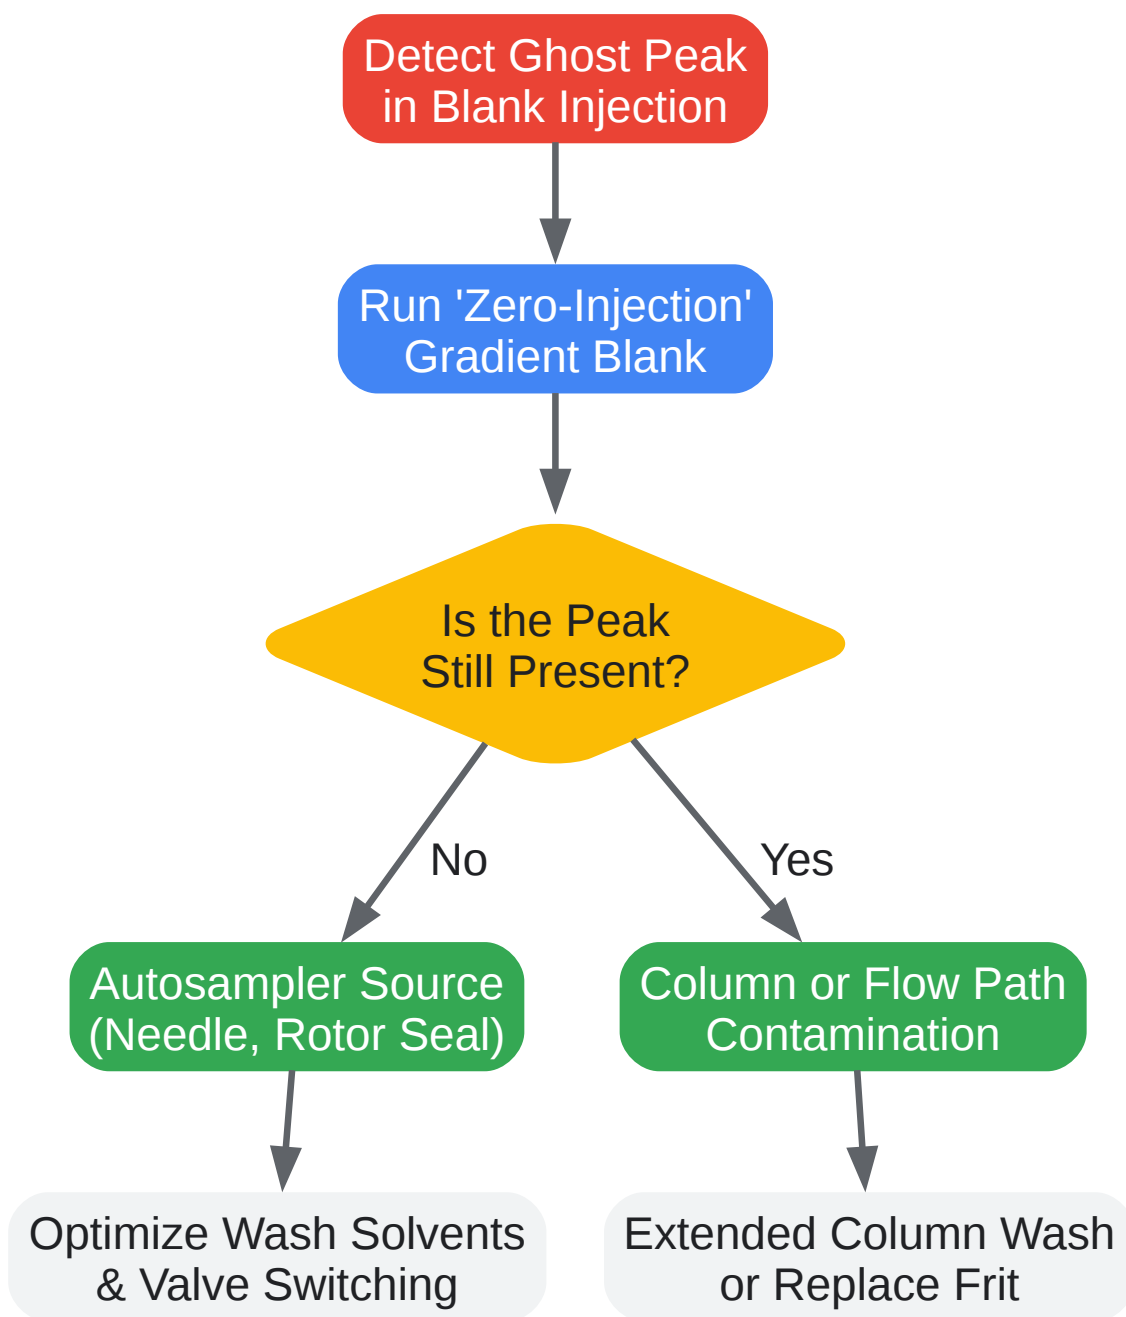 Detect Ghost Peak
in Blank Injection
Run 'Zero-Injection'
Gradient Blank
Is the Peak
Still Present?
No
Yes
Autosampler Source
(Needle, Rotor Seal)
Column or Flow Path
Contamination
Optimize Wash Solvents
& Valve Switching
Extended Column Wash
or Replace Frit